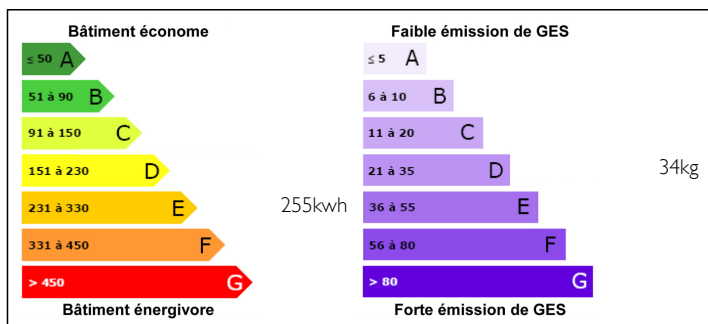 Bâtiment économe
≤ 50 A
51 à 90 B
91 à 150 C
151 à 230 D
231 à 330 E
255kwh
331 à 450 F
> 450 G
Bâtiment énergivore
Faible émission de GES
≤ 5 A
6 à 10 B
11 à 20 C
21 à 35 D
34kg
36 à 55 E
56 à 80 F
> 80 G
Forte émission de GES